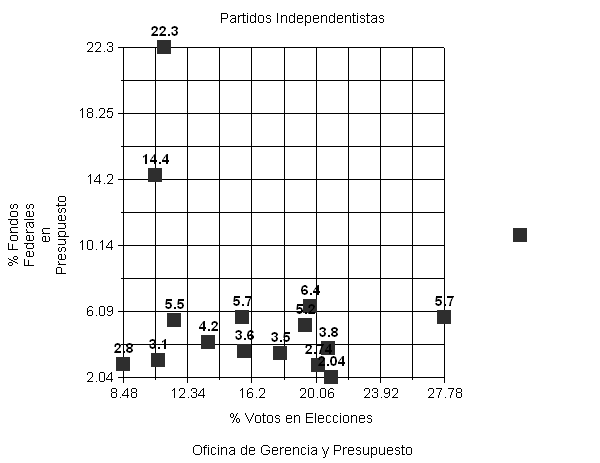 Partidos Independentistas
22.3
22.3
18.25
14.4
14.2
% Fondos
Federales
en
Presupuesto
10.14
6.4
5.7
5.5
5.7
5.2
6.09
4.2
3.8
3.6
3.5
3.1
2.8
2.74
2.04
2.04
8.48 12.34 16.2 20.06 23.92 27.78
% Votos en Elecciones
Oficina de Gerencia y Presupuesto